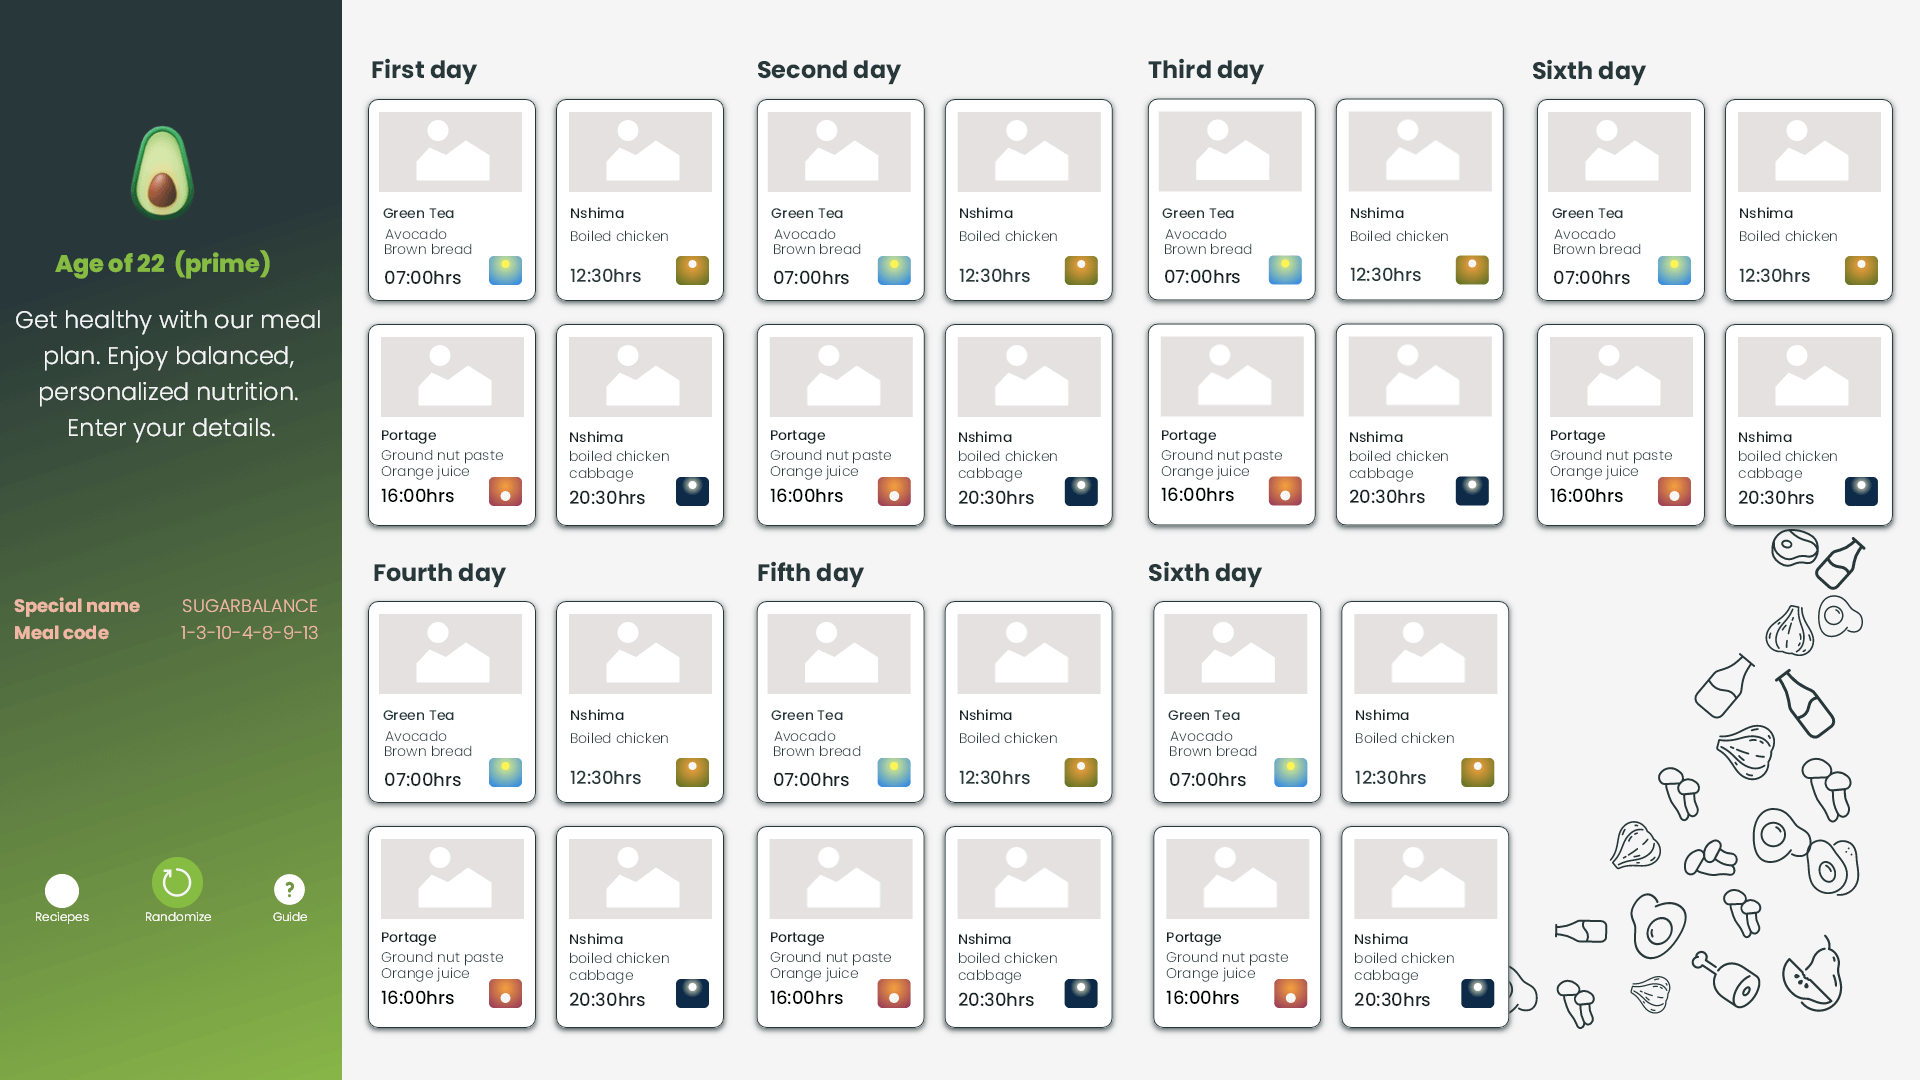 Age of 22 (prime)
Get healthy with our meal
plan. Enjoy balanced,
personalized nutrition.
Enter your details.
Special name SUGARBALANCE
Meal code 1-3-10-4-8-9-13
Reciepes
Randomize
?
Guide
First day
Green Tea
Avocado
Brown bread
07:00hrs
Nshima
Boiled chicken
12:30hrs
Portage
Ground nut paste
Orange juice
16:00hrs
Nshima
boiled chicken
cabbage
20:30hrs
Second day
Green Tea
Avocado
Brown bread
07:00hrs
Nshima
Boiled chicken
12:30hrs
Portage
Ground nut paste
Orange juice
16:00hrs
Nshima
boiled chicken
cabbage
20:30hrs
Third day
Green Tea
Avocado
Brown bread
07:00hrs
Nshima
Boiled chicken
12:30hrs
Portage
Ground nut paste
Orange juice
16:00hrs
Nshima
boiled chicken
cabbage
20:30hrs
Sixth day
Green Tea
Avocado
Brown bread
07:00hrs
Nshima
Boiled chicken
12:30hrs
Portage
Ground nut paste
Orange juice
16:00hrs
Nshima
boiled chicken
cabbage
20:30hrs
Fourth day
Green Tea
Avocado
Brown bread
07:00hrs
Nshima
Boiled chicken
12:30hrs
Portage
Ground nut paste
Orange juice
16:00hrs
Nshima
boiled chicken
cabbage
20:30hrs
Fifth day
Green Tea
Avocado
Brown bread
07:00hrs
Nshima
Boiled chicken
12:30hrs
Portage
Ground nut paste
Orange juice
16:00hrs
Nshima
boiled chicken
cabbage
20:30hrs
Sixth day
Green Tea
Avocado
Brown bread
07:00hrs
Nshima
Boiled chicken
12:30hrs
Portage
Ground nut paste
Orange juice
16:00hrs
Nshima
boiled chicken
cabbage
20:30hrs